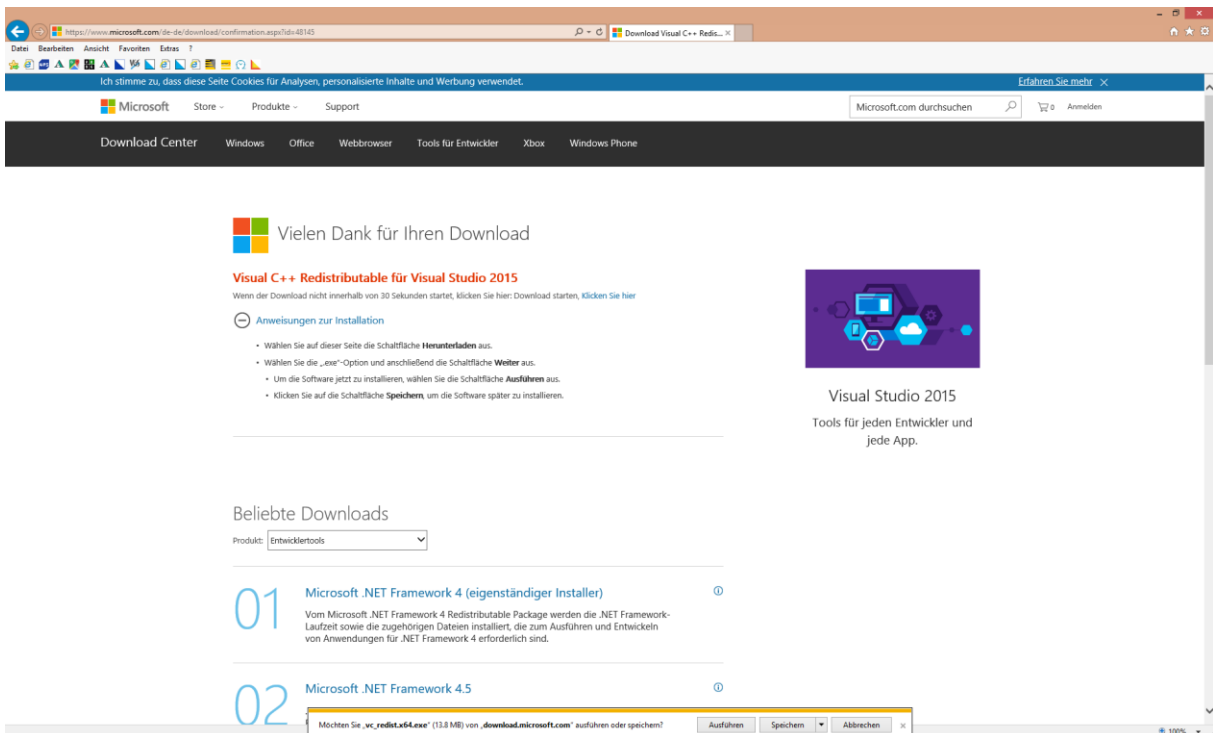 https://www.microsoft.com/de-de/download/confirmation.aspx?id=48145
Download Visual C++ Redis...
Datei Bearbeiten Ansicht Favoriten Extras ?
Ich stimme zu, dass diese Seite Cookies für Analysen, personalisierte Inhalte und Werbung verwendet.
Erfahren Sie mehr
Microsoft Store Produkte Support
Microsoft.com durchsuchen
0 Anmelden
Download Center Windows Office Webbrowser Tools für Entwickler Xbox Windows Phone
Vielen Dank für Ihren Download
Visual C++ Redistributable für Visual Studio 2015
Wenn der Download nicht innerhalb von 30 Sekunden startet, klicken Sie hier: Download starten, Klicken Sie hier
Anweisungen zur Installation
• Wählen Sie auf dieser Seite die Schaltfläche Herunterladen aus.
• Wählen Sie die „.exe"-Option und anschließend die Schaltfläche Weiter aus.
• Um die Software jetzt zu installieren, wählen Sie die Schaltfläche Ausführen aus.
• Klicken Sie auf die Schaltfläche Speichern, um die Software später zu installieren.
Visual Studio 2015
Tools für jeden Entwickler und
jede App.
Beliebte Downloads
Produkt: Entwicklertools
01
Microsoft .NET Framework 4 (eigenständiger Installer)
Vom Microsoft .NET Framework 4 Redistributable Package werden die .NET Framework-
Laufzeit sowie die zugehörigen Dateien installiert, die zum Ausführen und Entwickeln
von Anwendungen für .NET Framework 4 erforderlich sind.
02
Microsoft .NET Framework 4.5
Möchten Sie „vc_redist.x64.exe" (13.8 MB) von „download.microsoft.com" ausführen oder speichern?
Ausführen Speichern Abbrechen
100%